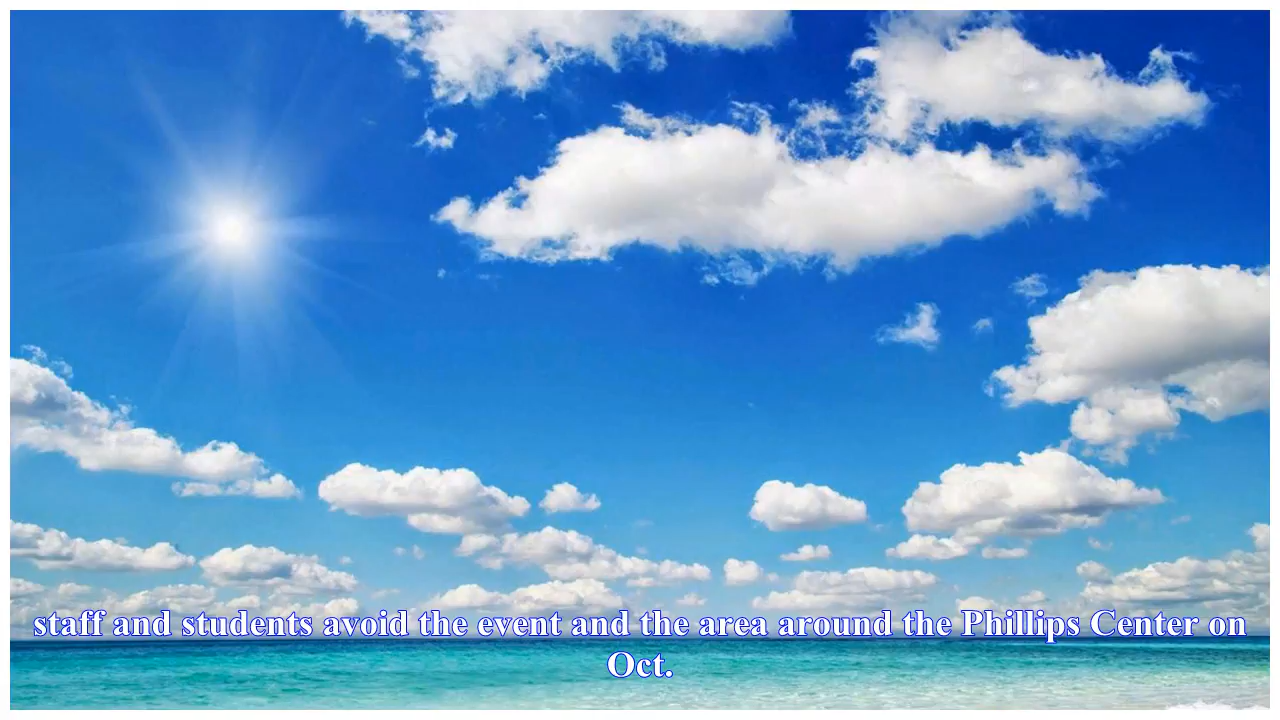 staff and students avoid the event and the area around the Phillips Center on
Oct.